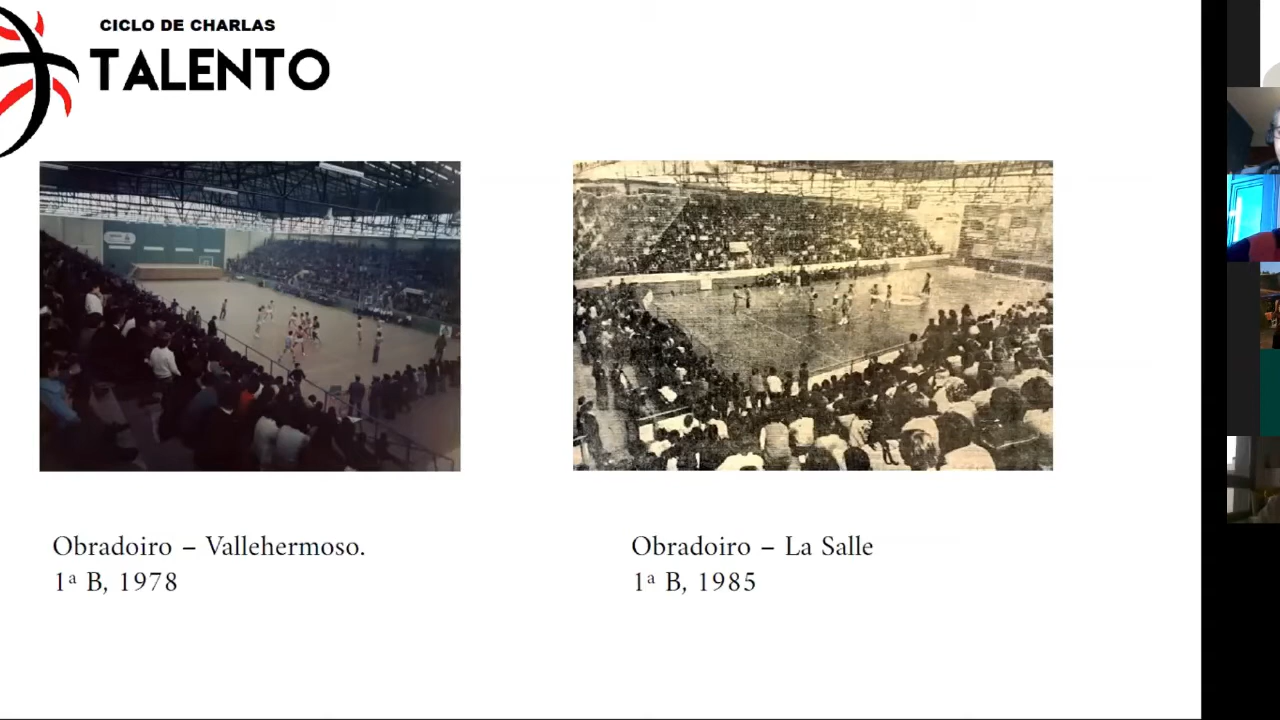 CICLO DE CHARLAS
TALENTO
Obradoiro – Vallehermoso.
1ª B, 1978
Obradoiro – La Salle
1ª B, 1985